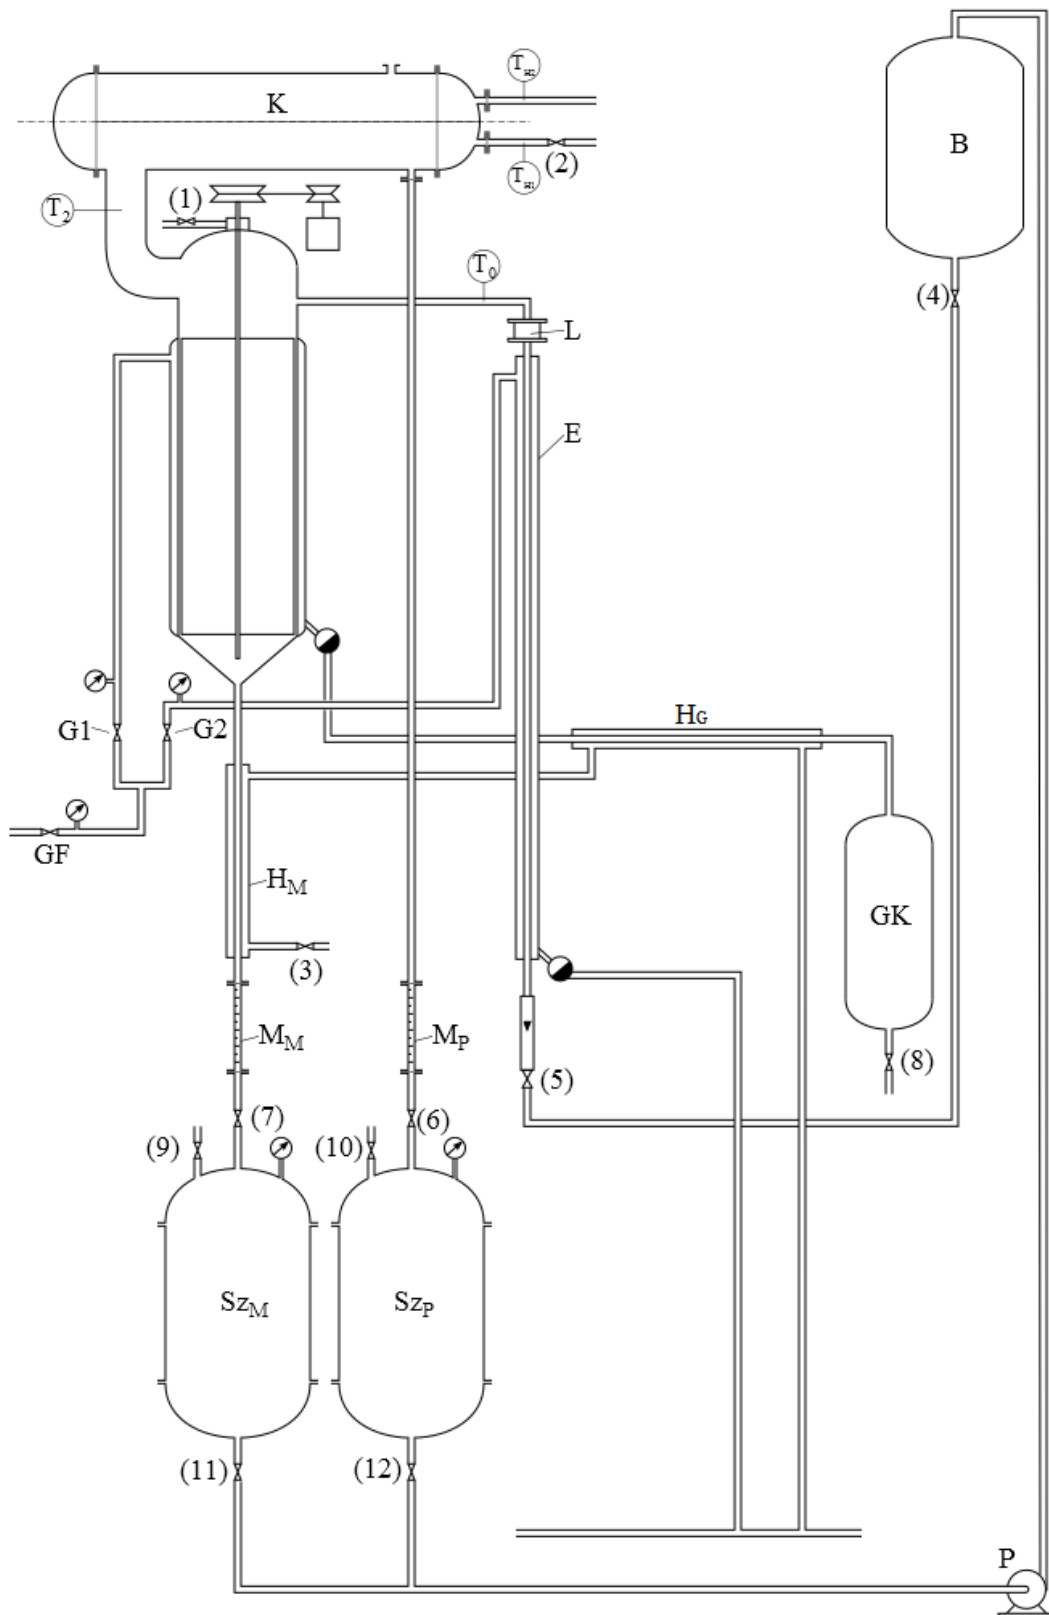 T_H2
K
B
(2)
T_H1
(1)
T_2
T_0
(4)
L
E
H_G
G1
G2
GF
H_M
GK
(3)
M_M
M_P
(8)
(5)
(7)
(6)
(9)
(10)
Sz_M
Sz_P
(11)
(12)
P